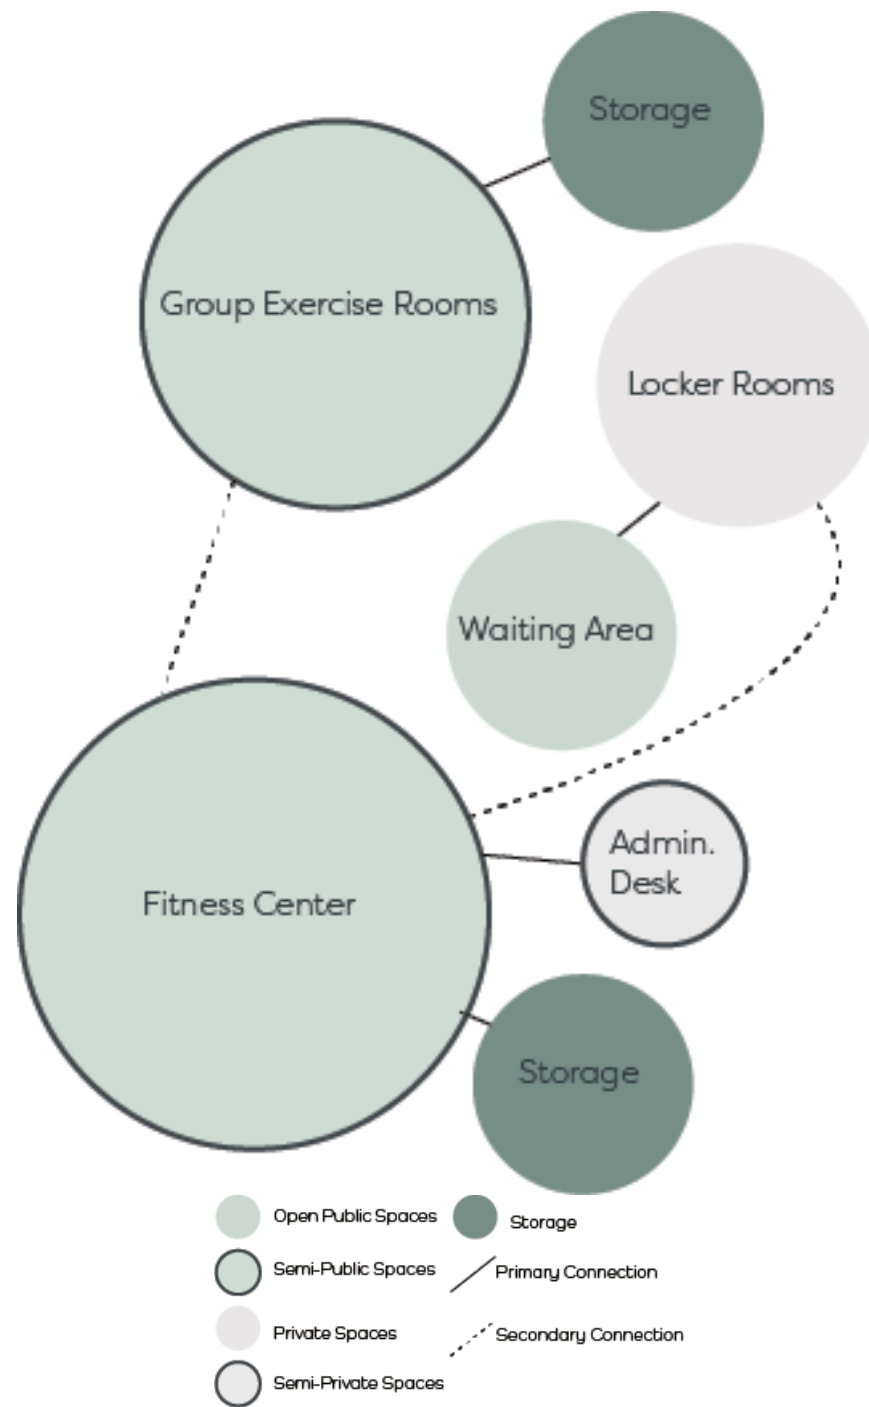 Storage
Group Exercise Rooms
Locker Rooms
Waiting Area
Admin.
Desk
Fitness Center
Storage
Open Public Spaces
Storage
Semi-Public Spaces
Primary Connection
Private Spaces
Secondary Connection
Semi-Private Spaces